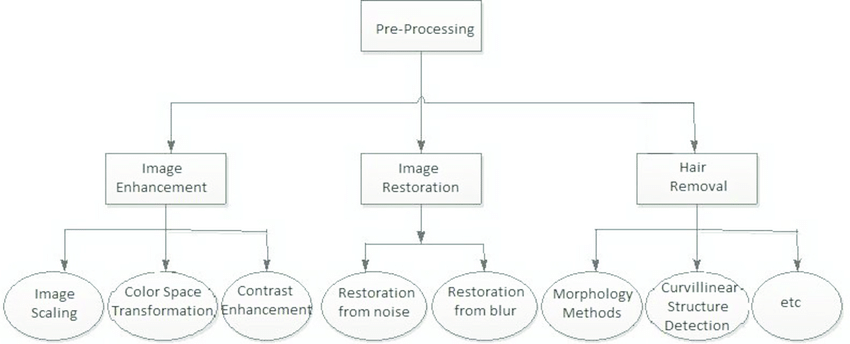 Pre-Processing
Image
Enhancement
Image
Restoration
Hair
Removal
Image
Scaling
Color Space
Transformation
Contrast
Enhancement
Restoration
from noise
Restoration
from blur
Morphology
Methods
Curvillinear
Structure
Detection
etc